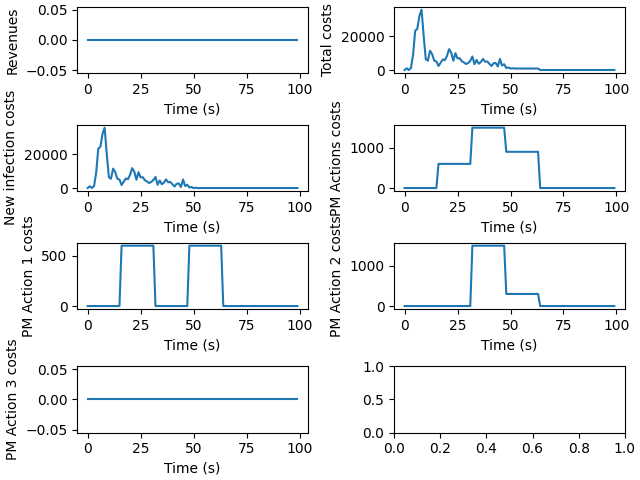 Revenues
0.05
0.00
−0.05
0 25 50 75 100
Time (s)
Total costs
20000
0
0 25 50 75 100
Time (s)
New infection costs
20000
0
0 25 50 75 100
Time (s)
PM Actions costs
1000
0
0 25 50 75 100
Time (s)
PM Action 1 costs
500
0
0 25 50 75 100
Time (s)
PM Action 2 costs
1000
0
0 25 50 75 100
Time (s)
PM Action 3 costs
0.05
0.00
−0.05
0 25 50 75 100
Time (s)
1.0
0.5
0.0
0.0 0.2 0.4 0.6 0.8 1.0